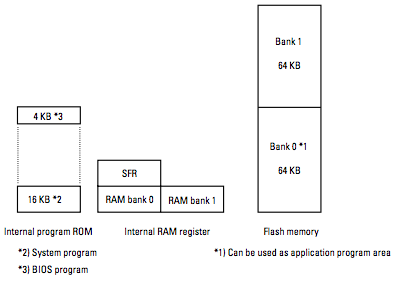 Bank 1
64 KB
4 KB *3
Bank 0 *1
SFR
64 KB
16 KB *2
RAM bank 0
RAM bank 1
Internal program ROM
Internal RAM register
Flash memory
*2) System program
*1) Can be used as application program area
*3) BIOS program